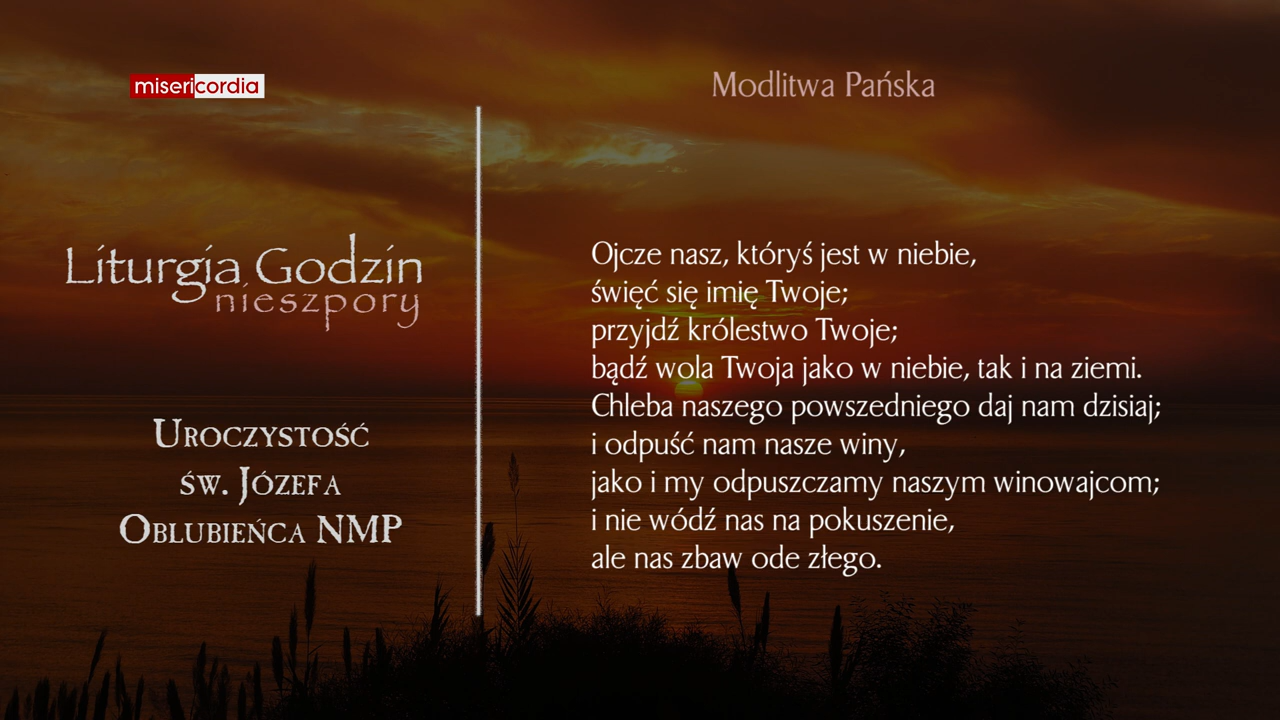 misericordia
Liturgia Godzin
nieszpory
Uroczystość
św. Józefa
Oblubieńca NMP
Modlitwa Pańska
Ojcze nasz, któryś jest w niebie,
święć się imię Twoje;
przyjdź królestwo Twoje;
bądź wola Twoja jako w niebie, tak i na ziemi.
Chleba naszego powszedniego daj nam dzisiaj;
i odpuść nam nasze winy,
jako i my odpuszczamy naszym winowajcom;
i nie wódź nas na pokuszenie,
ale nas zbaw ode złego.